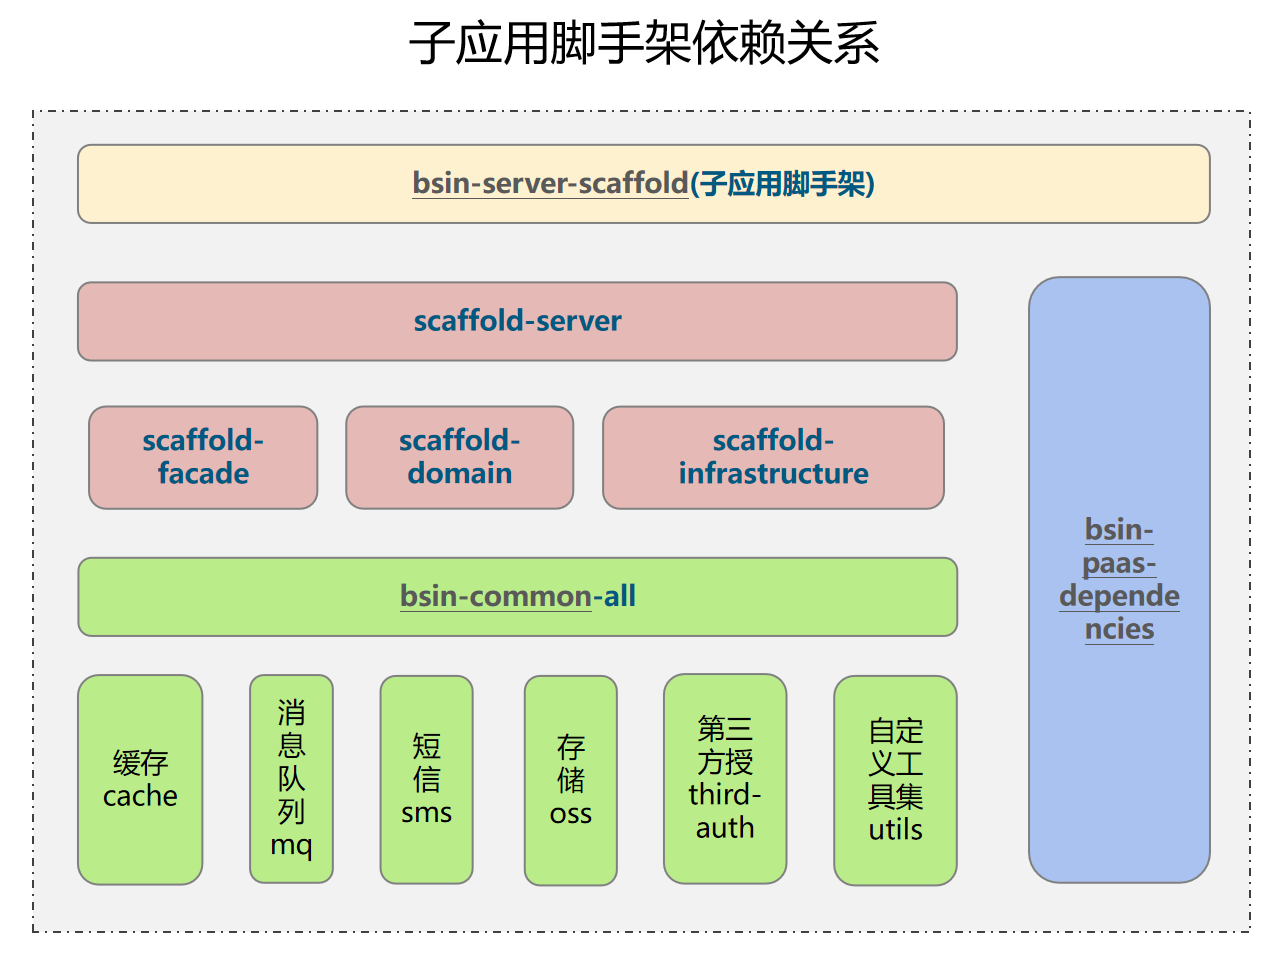 子应用脚手架依赖关系
bsin-server-scaffold(子应用脚手架)
scaffold-server
scaffold-
facade
scaffold-
domain
scaffold-
infrastructure
bsin-
paas-
depende
ncies
bsin-common-all
缓存
cache
消
息
队
列
mq
短
信
sms
存
储
oss
第三
方授
third-
auth
自定
义工
具集
utils